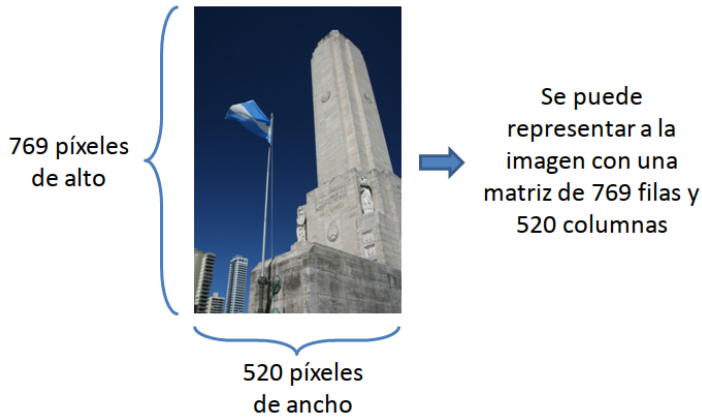 769 píxeles
de alto
Se puede
representar a la
imagen con una
matriz de 769 filas y
520 columnas
520 píxeles
de ancho